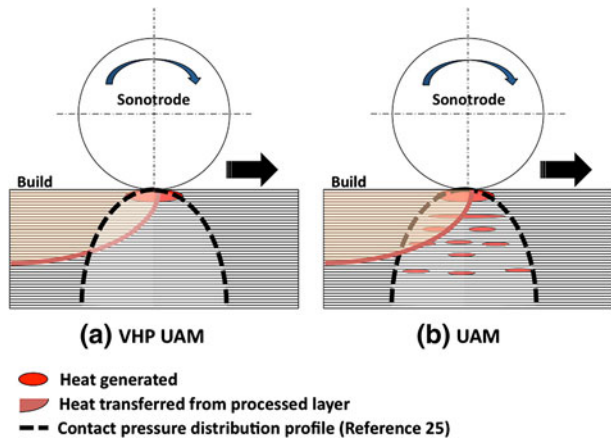 Sonotrode
Build
(a) VHP UAM
Sonotrode
Build
(b) UAM
Heat generated
Heat transferred from processed layer
Contact pressure distribution profile (Reference 25)